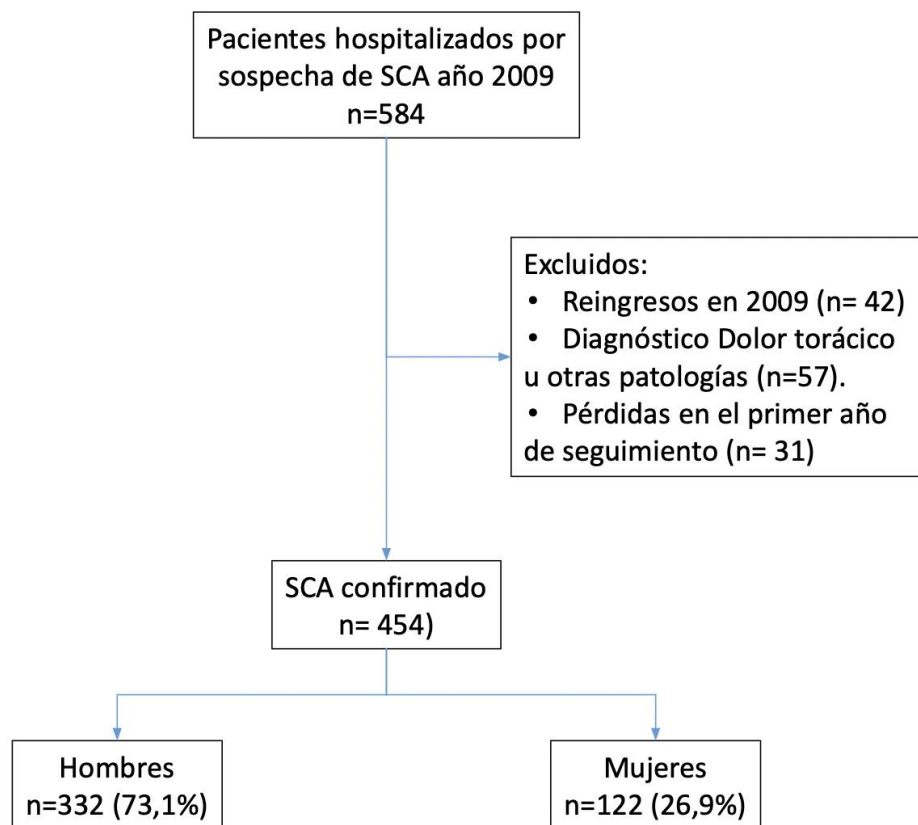 Pacientes hospitalizados por
sospecha de SCA año 2009
n=584
Excluidos:
• Reingresos en 2009 (n= 42)
• Diagnóstico Dolor torácico
u otras patologías (n=57).
• Pérdidas en el primer año
de seguimiento (n= 31)
SCA confirmado
n= 454)
Hombres
n=332 (73,1%)
Mujeres
n=122 (26,9%)